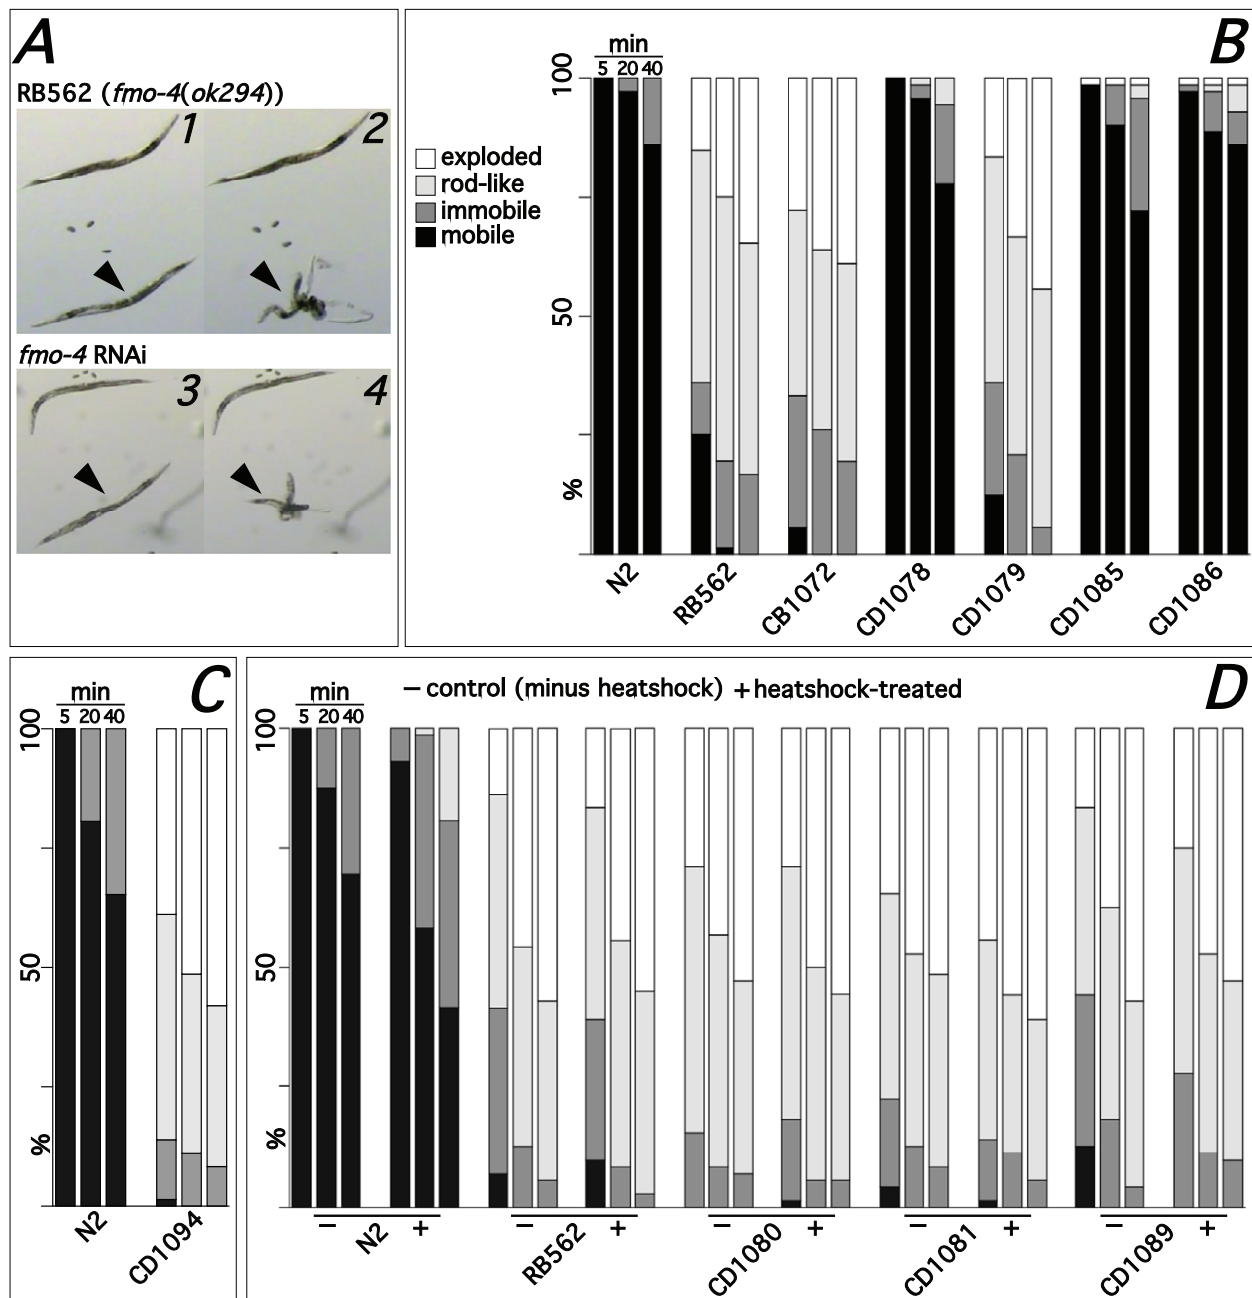 A
RB562 (fmo-4(ok294))
1
2
fmo-4 RNAi
3
4
B
min
5 20 40
100
50
%
exploded
rod-like
immobile
mobile
N2
RB562
CB1072
CD1078
CD1079
CD1085
CD1086
C
min
5 20 40
100
50
%
N2
CD1094
D
− control (minus heatshock) + heatshock-treated
min
5 20 40
100
50
%
− N2 +
− RB562 +
− CD1080 +
− CD1081 +
− CD1089 +